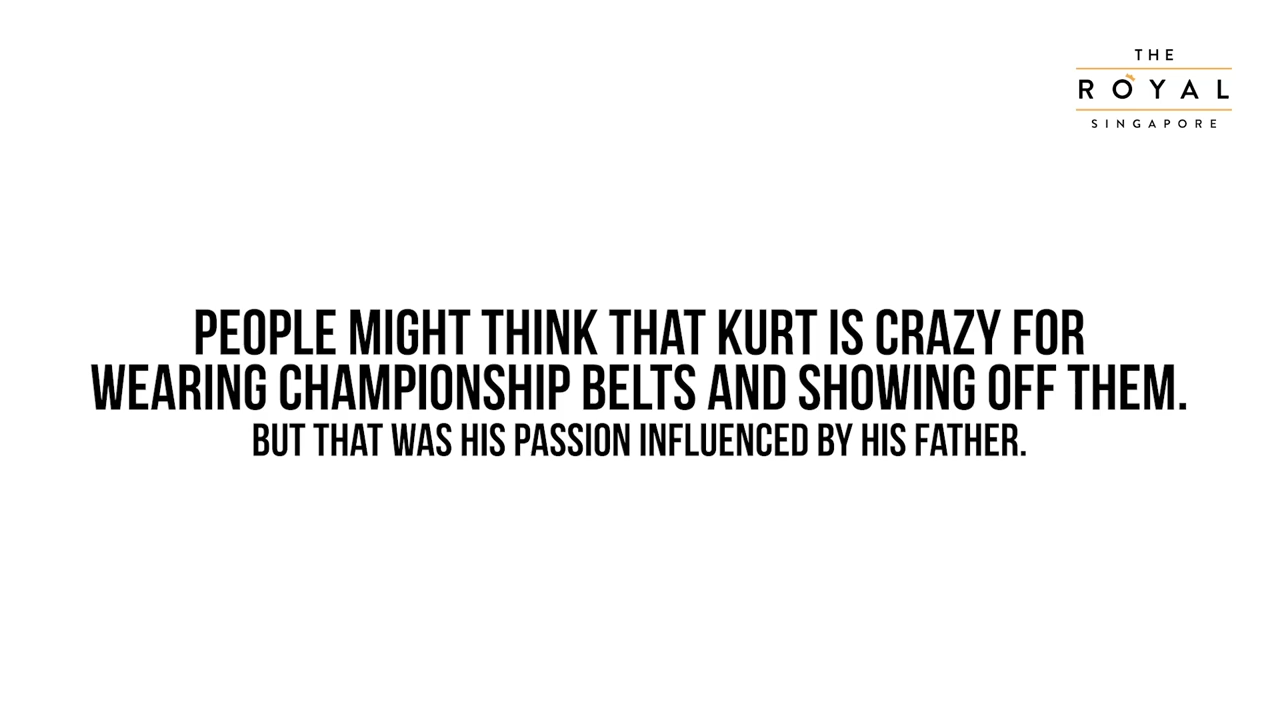 THE
ROYAL
SINGAPORE
PEOPLE MIGHT THINK THAT KURT IS CRAZY FOR
WEARING CHAMPIONSHIP BELTS AND SHOWING OFF THEM.
BUT THAT WAS HIS PASSION INFLUENCED BY HIS FATHER.